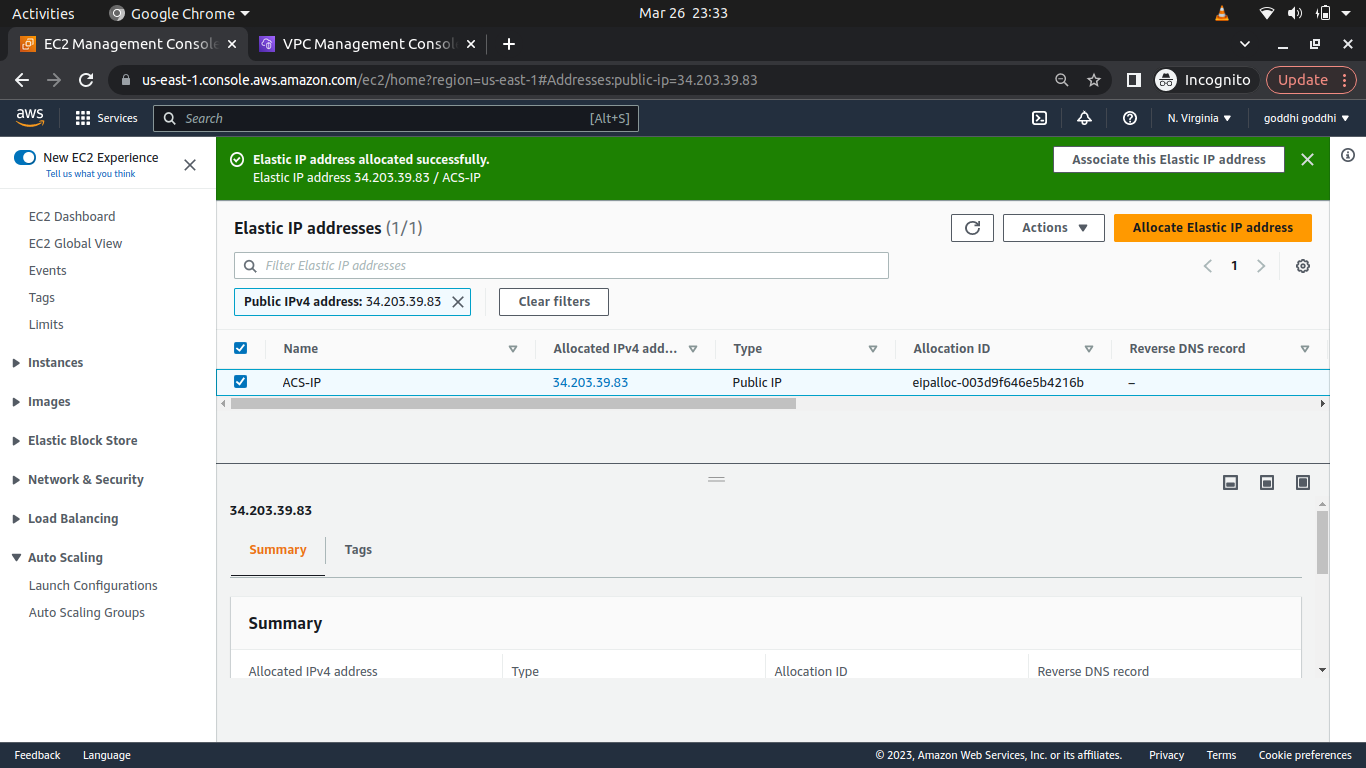 Activities
Google Chrome
Mar 26 23:33
EC2 Management Console
VPC Management Console
us-east-1.console.aws.amazon.com/ec2/home?region=us-east-1#Addresses:public-ip=34.203.39.83
Incognito
Update
aws
Services
Search
[Alt+S]
N. Virginia
goddhi goddhi
New EC2 Experience
Tell us what you think
EC2 Dashboard
EC2 Global View
Events
Tags
Limits
Instances
Images
Elastic Block Store
Network & Security
Load Balancing
Auto Scaling
Launch Configurations
Auto Scaling Groups
Elastic IP address allocated successfully.
Elastic IP address 34.203.39.83 / ACS-IP
Associate this Elastic IP address
Elastic IP addresses (1/1)
Actions
Allocate Elastic IP address
Filter Elastic IP addresses
1
Public IPv4 address: 34.203.39.83
Clear filters
Name
Allocated IPv4 add...
Type
Allocation ID
Reverse DNS record
ACS-IP
34.203.39.83
Public IP
eipalloc-003d9f646e5b4216b
–
34.203.39.83
Summary
Tags
Summary
Allocated IPv4 address
Type
Allocation ID
Reverse DNS record
Feedback
Language
© 2023, Amazon Web Services, Inc. or its affiliates.
Privacy
Terms
Cookie preferences